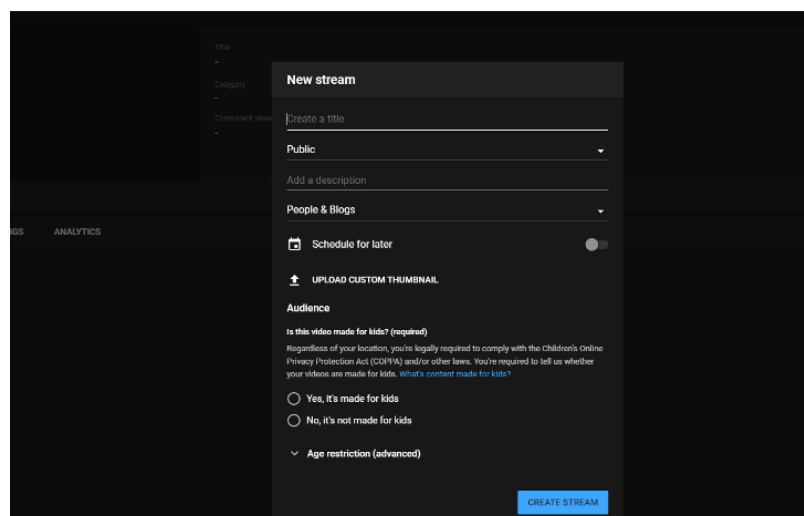 Title
-
Category
-
Concurrent view
-
GS
ANALYTICS
New stream
Create a title
Public
Add a description
People & Blogs
Schedule for later
UPLOAD CUSTOM THUMBNAIL
Audience
Is this video made for kids? (required)
Regardless of your location, you're legally required to comply with the Children's Online
Privacy Protection Act (COPPA) and/or other laws. You're required to tell us whether
your videos are made for kids. What's content made for kids?
Yes, it's made for kids
No, it's not made for kids
Age restriction (advanced)
CREATE STREAM